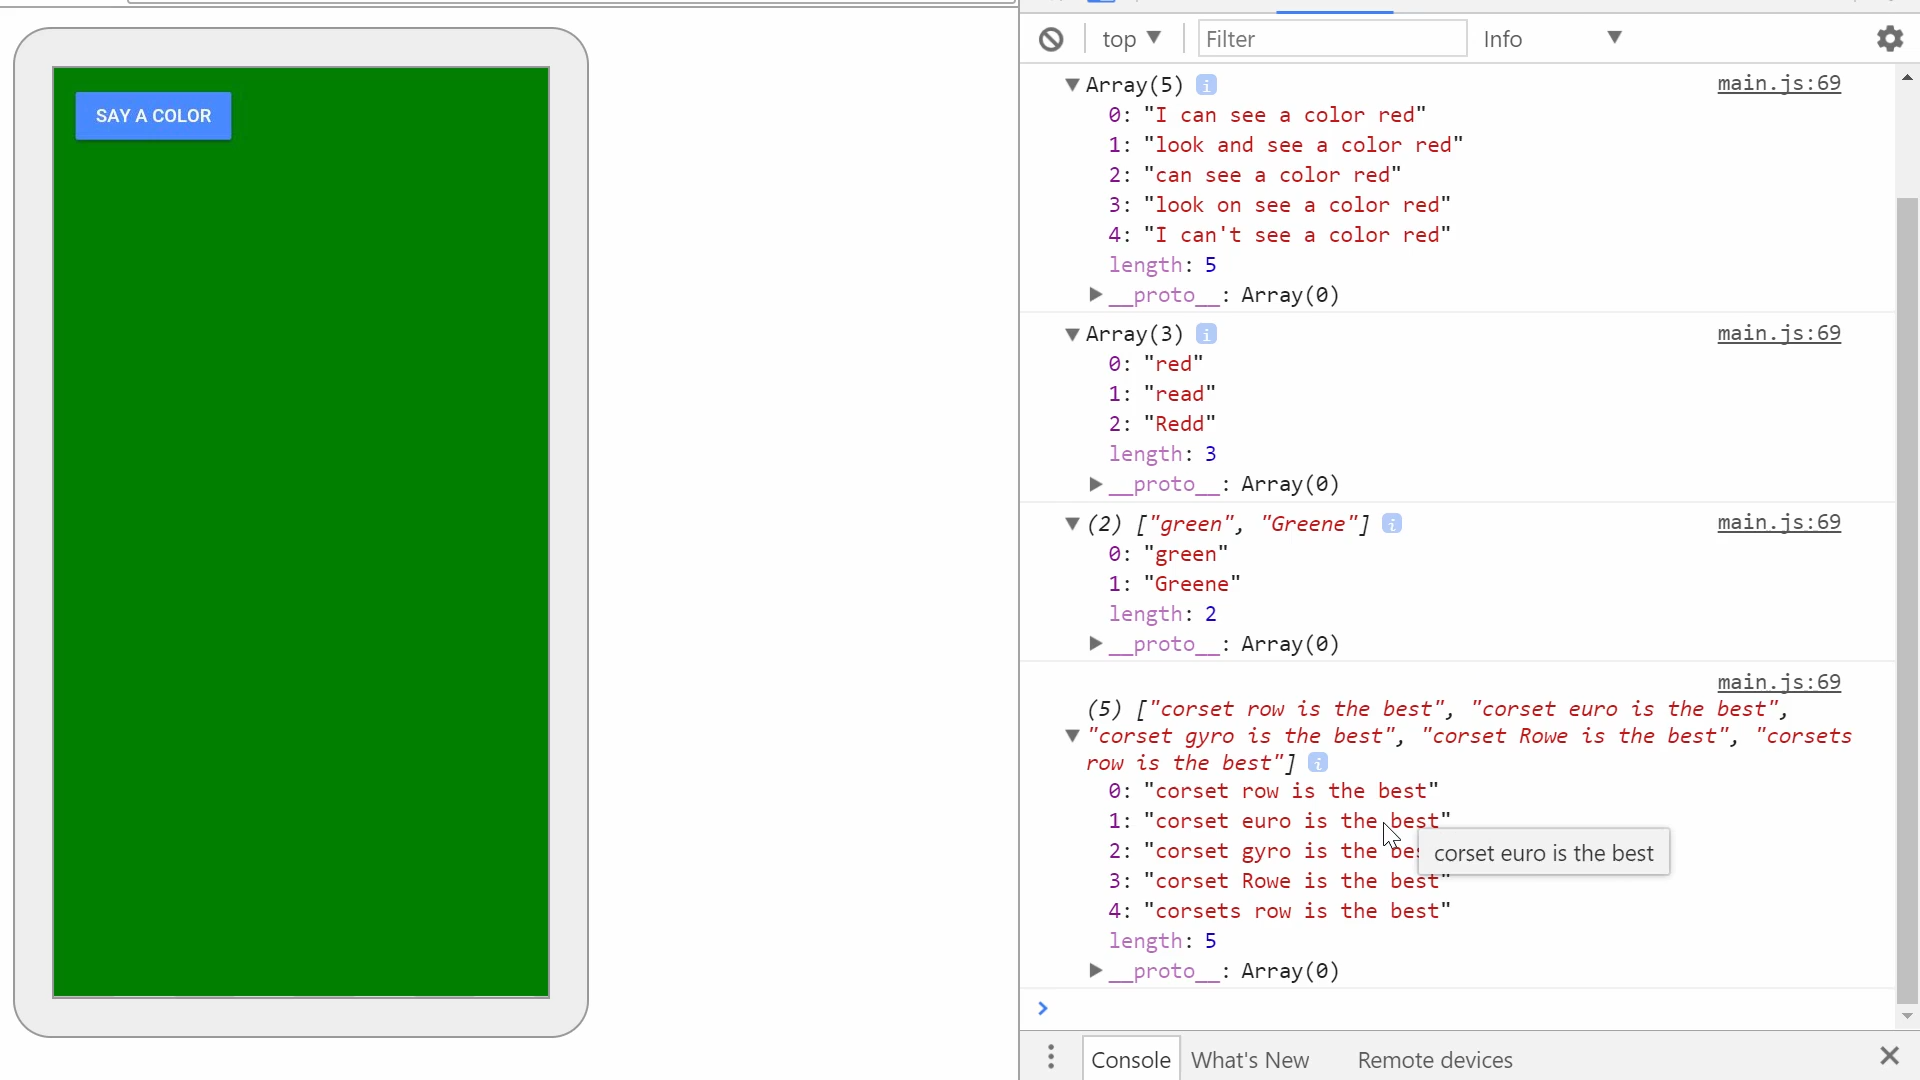 SAY A COLOR
top ▼ Filter Info ▼
▼ Array(5) i main.js:69
0: "I can see a color red"
1: "look and see a color red"
2: "can see a color red"
3: "look on see a color red"
4: "I can't see a color red"
length: 5
▶ __proto__: Array(0)
▼ Array(3) i main.js:69
0: "red"
1: "read"
2: "Redd"
length: 3
▶ __proto__: Array(0)
▼ (2) ["green", "Greene"] i main.js:69
0: "green"
1: "Greene"
length: 2
▶ __proto__: Array(0)
main.js:69
(5) ["corset row is the best", "corset euro is the best",
▼ "corset gyro is the best", "corset Rowe is the best", "corsets
row is the best"] i
0: "corset row is the best"
1: "corset euro is the best"
2: "corset gyro is the bes
corset euro is the best
3: "corset Rowe is the best"
4: "corsets row is the best"
length: 5
▶ __proto__: Array(0)
>
Console What's New Remote devices